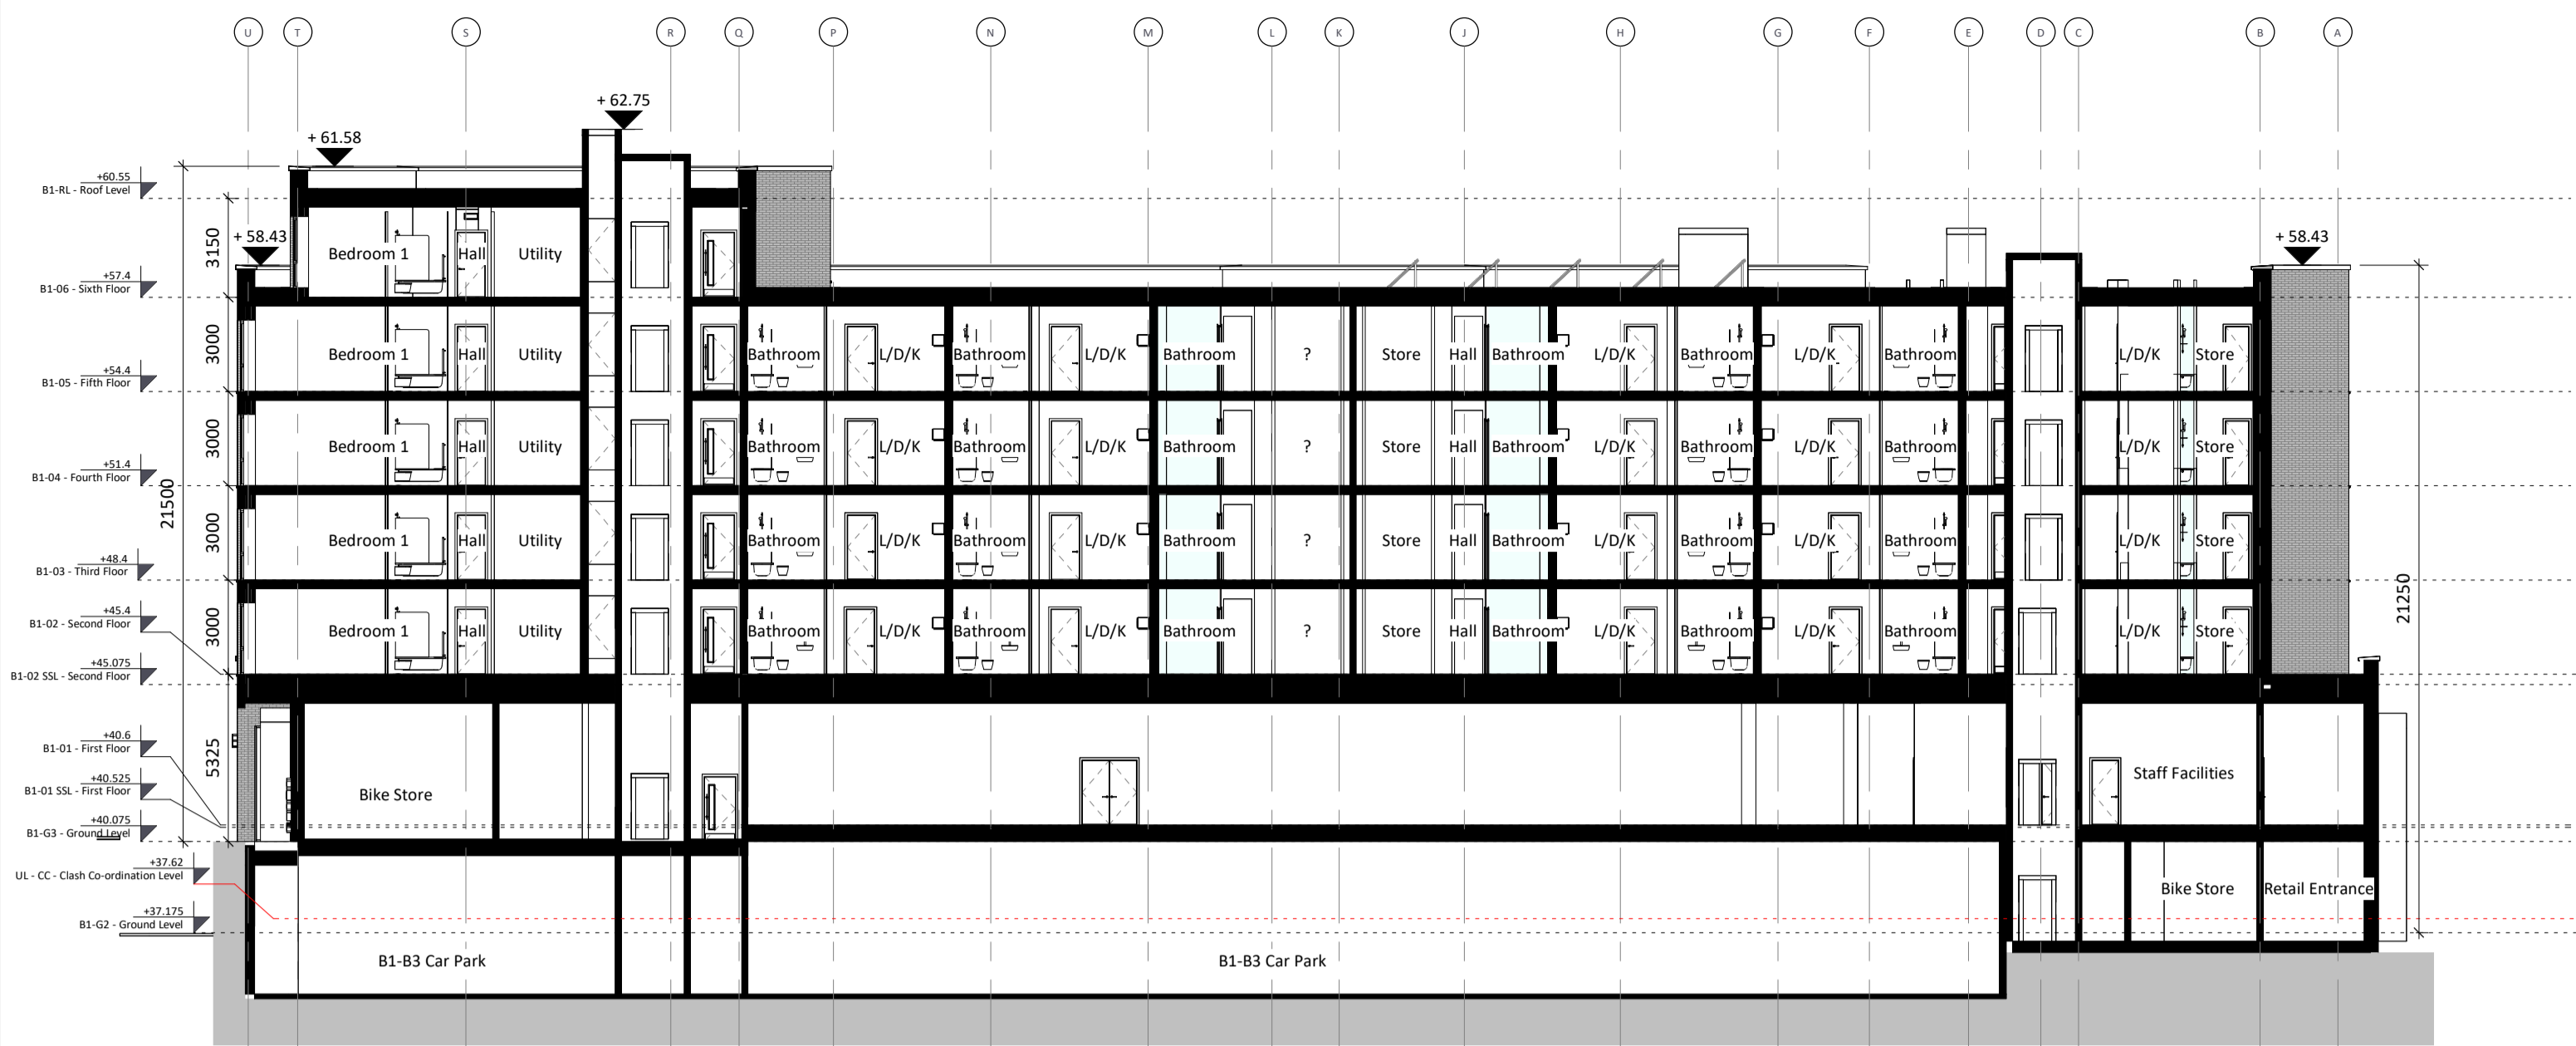 U T S R Q P N M L K J H G F E D C B A
+ 62.75
+ 61.58
+60.55
B1-RL - Roof Level
+ 58.43
+ 58.43
3150
Bedroom 1 Hall Utility
+57.4
B1-06 - Sixth Floor
3000
Bedroom 1 Hall Utility Bathroom L/D/K Bathroom L/D/K Bathroom ? Store Hall Bathroom L/D/K Bathroom L/D/K Bathroom L/D/K Store
+54.4
B1-05 - Fifth Floor
3000
Bedroom 1 Hall Utility Bathroom L/D/K Bathroom L/D/K Bathroom ? Store Hall Bathroom L/D/K Bathroom L/D/K Bathroom L/D/K Store
+51.4
B1-04 - Fourth Floor
21500
3000
Bedroom 1 Hall Utility Bathroom L/D/K Bathroom L/D/K Bathroom ? Store Hall Bathroom L/D/K Bathroom L/D/K Bathroom L/D/K Store
+48.4
B1-03 - Third Floor
21250
+45.4
B1-02 - Second Floor
3000
Bedroom 1 Hall Utility Bathroom L/D/K Bathroom L/D/K Bathroom ? Store Hall Bathroom L/D/K Bathroom L/D/K Bathroom L/D/K Store
+45.075
B1-02 SSL - Second Floor
+40.6
B1-01 - First Floor
5325
Staff Facilities
+40.525
B1-01 SSL - First Floor
Bike Store
+40.075
B1-G3 - Ground Level
+37.62
UL - CC - Clash Co-ordination Level
Bike Store Retail Entrance
+37.175
B1-G2 - Ground Level
B1-B3 Car Park B1-B3 Car Park